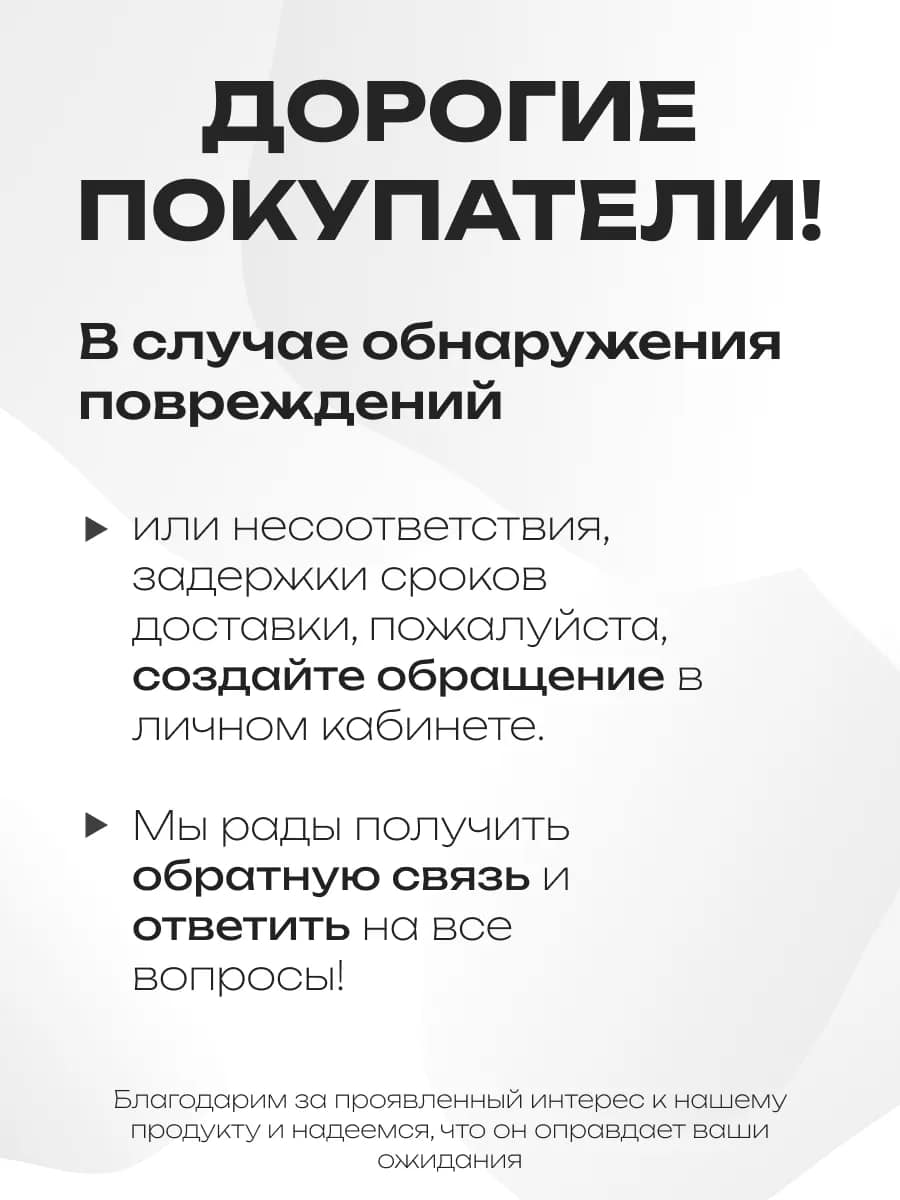 ДОРОГИЕ
ПОКУПАТЕЛИ!
В случае обнаружения
повреждений
или несоответствия,
задержки сроков
доставки, пожалуйста,
создайте обращение в
личном кабинете.
Мы рады получить
обратную связь и
ответить на все
вопросы!
Благодарим за проявленный интерес к нашему
продукту и надеемся, что он оправдает ваши
ожидания